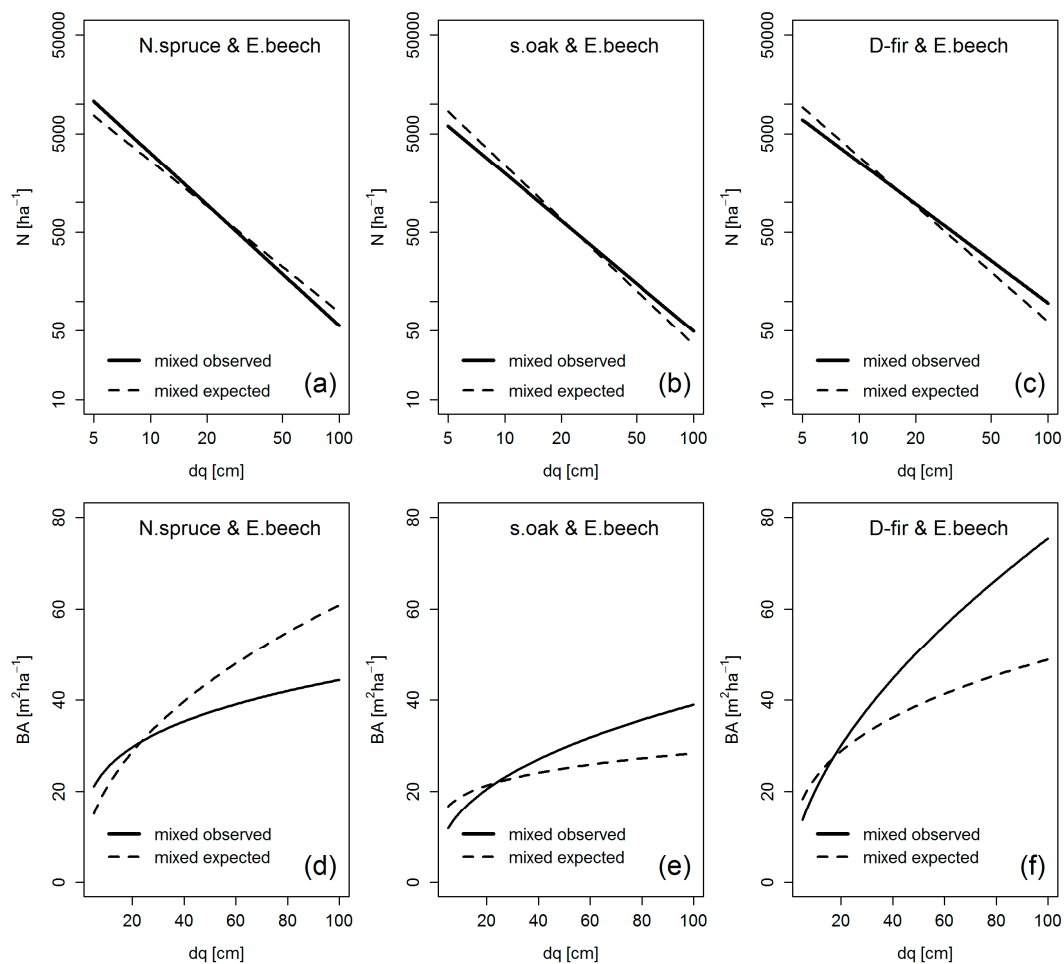 N.spruce & E.beech
50000
5000
500
50
10
N [ha⁻¹]
mixed observed
mixed expected
(a)
5 10 20 50 100
dq [cm]
s.oak & E.beech
50000
5000
500
50
10
N [ha⁻¹]
mixed observed
mixed expected
(b)
5 10 20 50 100
dq [cm]
D-fir & E.beech
50000
5000
500
50
10
N [ha⁻¹]
mixed observed
mixed expected
(c)
5 10 20 50 100
dq [cm]
N.spruce & E.beech
80
60
40
20
0
BA [m²ha⁻¹]
mixed observed
mixed expected
(d)
20 40 60 80 100
dq [cm]
s.oak & E.beech
80
60
40
20
0
BA [m²ha⁻¹]
mixed observed
mixed expected
(e)
20 40 60 80 100
dq [cm]
D-fir & E.beech
80
60
40
20
0
BA [m²ha⁻¹]
mixed observed
mixed expected
(f)
20 40 60 80 100
dq [cm]